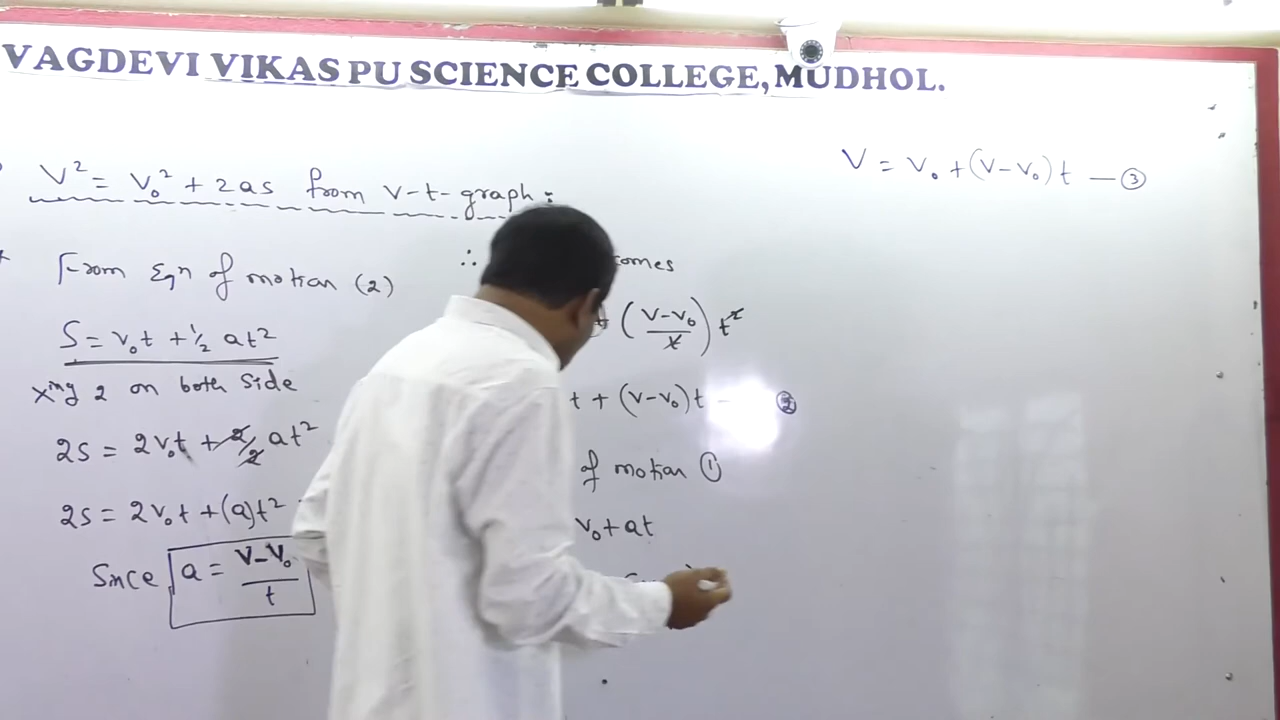 VAGDEVI VIKAS PU SCIENCE COLLEGE, MUDHOL.
V² = V₀² + 2as from v-t-graph:
From Eqn of motion (2)
S = v₀t + ½ at²
xing 2 on both side
2s = 2v₀t + 2/2 at²
2s = 2v₀t + (a)t²
Since a = V-V₀/t
∴ comes
+ (V-V₀/t) t²
t + (V-V₀)t — ②
of motion ①
V₀ + at
V = V₀ + (V-V₀)t — ③